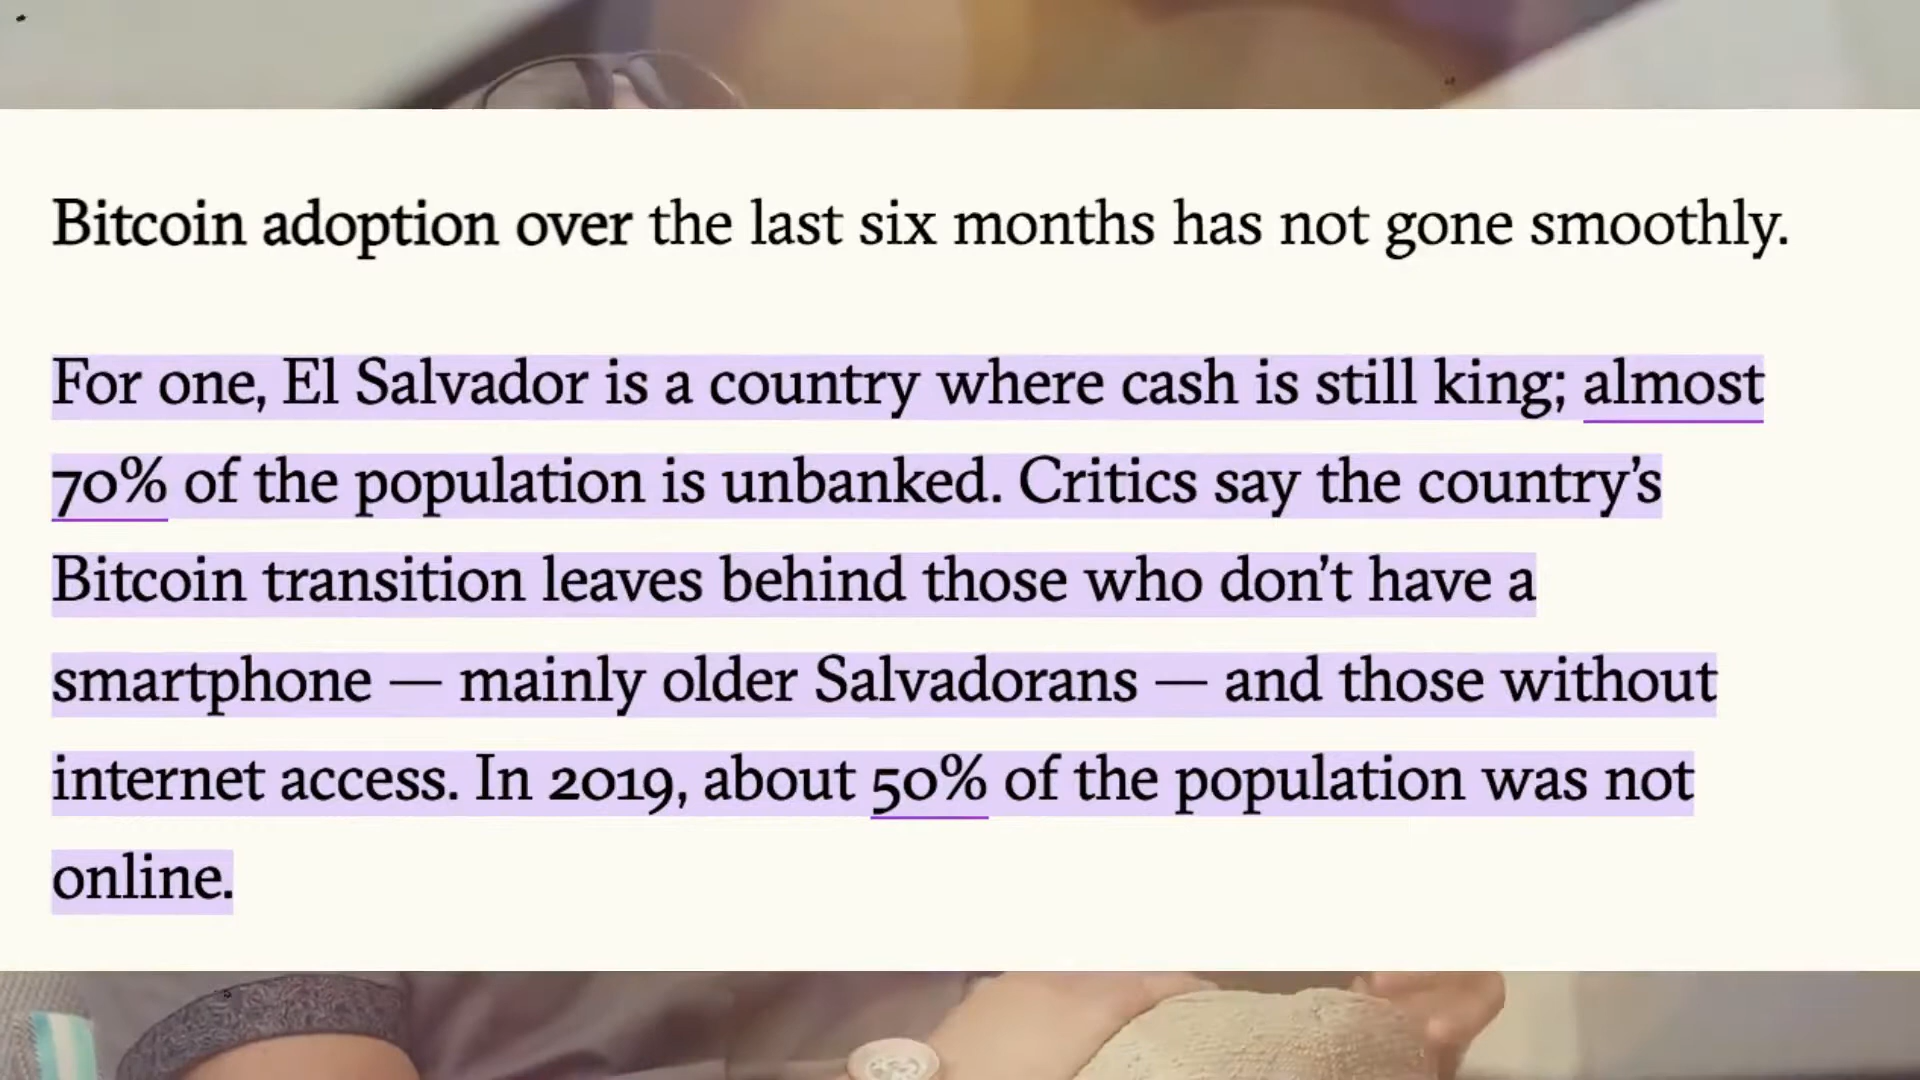 Bitcoin adoption over the last six months has not gone smoothly.
For one, El Salvador is a country where cash is still king; almost
70% of the population is unbanked. Critics say the country’s
Bitcoin transition leaves behind those who don’t have a
smartphone — mainly older Salvadorans — and those without
internet access. In 2019, about 50% of the population was not
online.